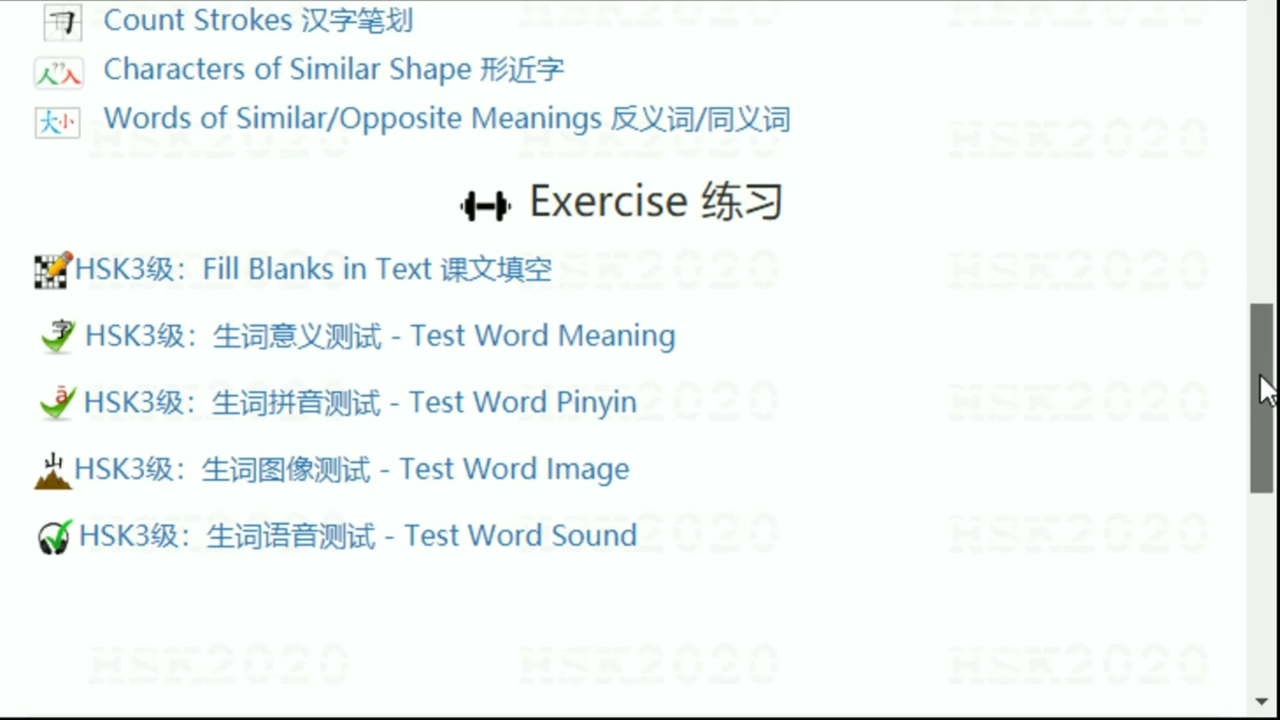 Count Strokes 汉字笔划
Characters of Similar Shape 形近字
Words of Similar/Opposite Meanings 反义词/同义词
Exercise 练习
HSK3级：Fill Blanks in Text 课文填空
HSK3级：生词意义测试 - Test Word Meaning
HSK3级：生词拼音测试 - Test Word Pinyin
HSK3级：生词图像测试 - Test Word Image
HSK3级：生词语音测试 - Test Word Sound
HSK2020 HSK2020 HSK2020